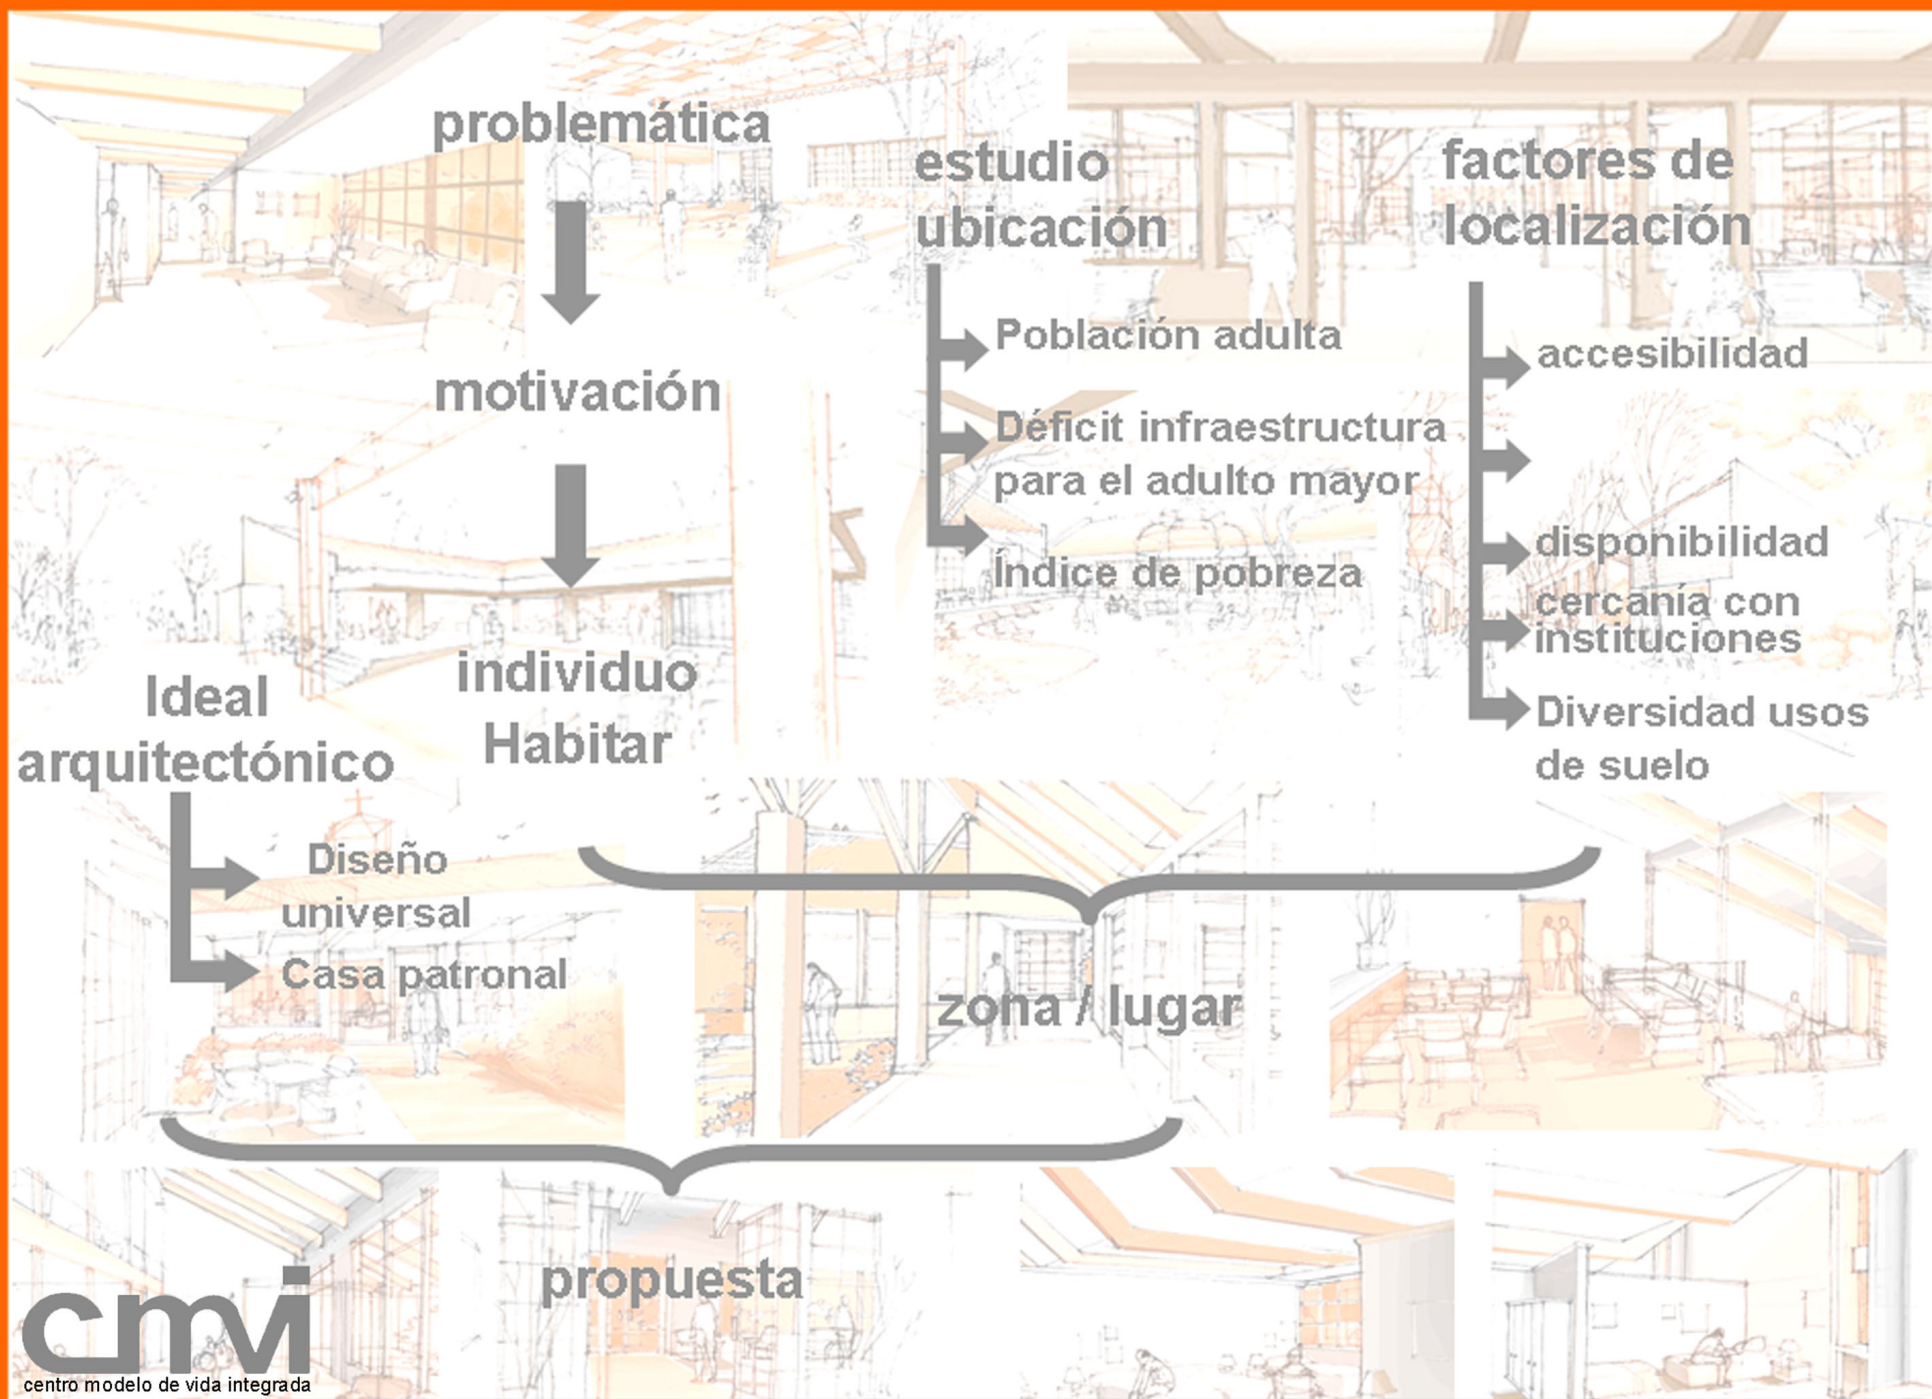 problemática
motivación
individuo
Habitar
estudio
ubicación
Población adulta
Déficit infraestructura
para el adulto mayor
Índice de pobreza
factores de
localización
accesibilidad
disponibilidad
cercanía con
instituciones
Diversidad usos
de suelo
Ideal
arquitectónico
Diseño
universal
Casa patronal
zona / lugar
propuesta
cmvi
centro modelo de vida integrada